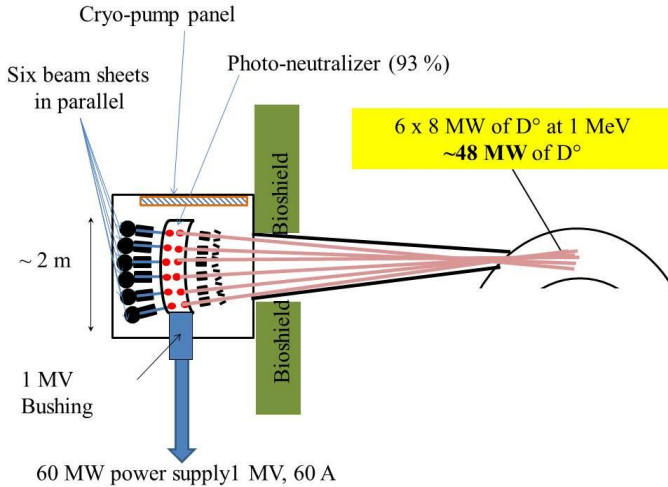 Cryo-pump panel
Six beam sheets
in parallel
Photo-neutralizer (93 %)
6 x 8 MW of D° at 1 MeV
~48 MW of D°
Bioshield
~ 2 m
Bioshield
1 MV
Bushing
60 MW power supply1 MV, 60 A